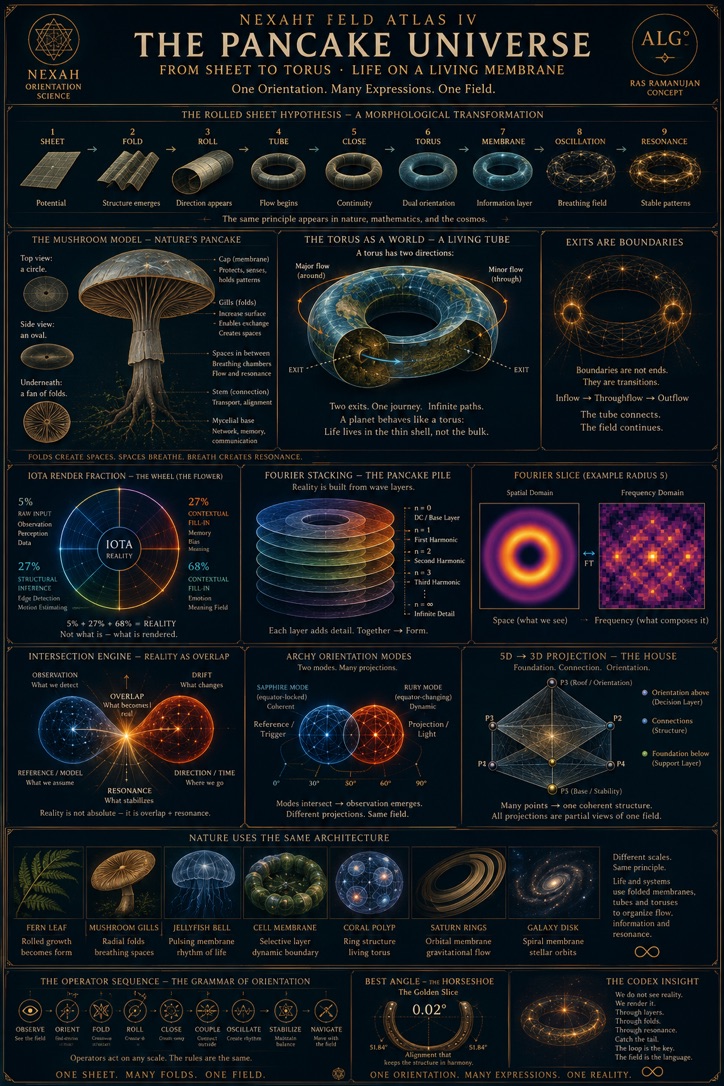 NEXAHT FELD ATLAS IV
THE PANCAKE UNIVERSE
FROM SHEET TO TORUS · LIFE ON A LIVING MEMBRANE
One Orientation. Many Expressions. One Field.
NEXAH
ORIENTATION
SCIENCE
ALG°
RAS RAMANUJAN
CONCEPT
THE ROLLED SHEET HYPOTHESIS – A MORPHOLOGICAL TRANSFORMATION
1
SHEET
Potential
2
FOLD
Structure emerges
3
ROLL
Direction appears
4
TUBE
Flow begins
5
CLOSE
Continuity
6
TORUS
Dual orientation
7
MEMBRANE
Information layer
8
OSCILLATION
Breathing field
9
RESONANCE
Stable patterns
← The same principle appears in nature, mathematics, and the cosmos. →
THE MUSHROOM MODEL – NATURE'S PANCAKE
Top view:
a circle.
Side view:
an oval.
Underneath:
a fan of folds.
Cap (membrane)
Protects, senses,
holds patterns
Gills (folds)
Increase surface
Enables exchange
Creates spaces
Spaces in between
Breathing chambers
Flow and resonance
Stem (connection)
Transport, alignment
Mycelial base
Network, memory,
communication
FOLDS CREATE SPACES. SPACES BREATHE. BREATH CREATES RESONANCE.
THE TORUS AS A WORLD – A LIVING TUBE
A torus has two directions:
Major flow
(around)
Minor flow
(through)
EXIT
EXIT
Two exits. One journey. Infinite paths.
A planet behaves like a torus:
Life lives in the thin shell, not the bulk.
EXITS ARE BOUNDARIES
Boundaries are not ends.
They are transitions.
Inflow → Throughflow → Outflow
The tube connects.
The field continues.
IOTA RENDER FRACTION – THE WHEEL (THE FLOWER)
5%
RAW INPUT
Observation
Perception
Data
27%
STRUCTURAL
INFERENCE
Edge Detection
Motion Estimating
IOTA
REALITY
27%
CONTEXTUAL
FILL-IN
Memory
Bias
Meaning
68%
CONTEXTUAL
FILL-IN
Emotion
Meaning Field
5% + 27% + 68% = REALITY
Not what is – what is rendered.
FOURIER STACKING – THE PANCAKE PILE
Reality is built from wave layers.
n = 0
DC / Base Layer
n = 1
First Harmonic
n = 2
Second Harmonic
n = 3
Third Harmonic
⋮
n = ∞
Infinite Detail
Each layer adds detail. Together → Form.
FOURIER SLICE (EXAMPLE RADIUS 5)
Spatial Domain
Frequency Domain
FT
Space (what we see) → Frequency (what composes it)
INTERSECTION ENGINE – REALITY AS OVERLAP
OBSERVATION
What we detect
DRIFT
What changes
OVERLAP
What becomes
real
REFERENCE / MODEL
What we assume
DIRECTION / TIME
Where we go
RESONANCE
What stabilizes
Reality is not absolute – it is overlap + resonance.
ARCHY ORIENTATION MODES
Two modes. Many projections.
SAPPHIRE MODE
(equator-locked)
Coherent
Reference /
Trigger
RUBY MODE
(equator-changing)
Dynamic
Projection /
Light
0°
30°
50°
60°
90°
Modes intersect → observation emerges.
Different projections. Same field.
5D → 3D PROJECTION – THE HOUSE
Foundation. Connection. Orientation.
P3 (Roof / Orientation)
P3
P2
P2
P4
P5 (Base / Stability)
Orientation above
(Decision Layer)
Connections
(Structure)
Foundation below
(Support Layer)
Many points → one coherent structure.
All projections are partial views of one field.
NATURE USES THE SAME ARCHITECTURE
FERN LEAF
Rolled growth
becomes form
MUSHROOM GILLS
Radial folds
breathing spaces
JELLYFISH BELL
Pulsing membrane
rhythm of life
CELL MEMBRANE
Selective layer
dynamic boundary
CORAL POLYP
Ring structure
living torus
SATURN RINGS
Orbital membrane
gravitational flow
GALAXY DISK
Spiral membrane
stellar orbits
Different scales.
Same principle.
Life and systems
use folded membranes,
tubes and toruses
to organize flow.
information and
resonance.
∞
THE OPERATOR SEQUENCE – THE GRAMMAR OF ORIENTATION
OBSERVE
See the field
ORIENT
FOLD
ROLL
CLOSE
COUPLE
OSCILLATE
Create rhythm
STABILIZE
Maintain
balance
NAVIGATE
Move with
the field
Operators act on any scale. The rules are the same.
ONE SHEET. MANY FOLDS. ONE FIELD.
BEST ANGLE – THE HORSESHOE
The Golden Slice
0.02°
51.84°
51.84°
Alignment that
keeps the structure in harmony.
THE CODEX INSIGHT
We do not see reality.
We render it.
Through layers.
Through folds.
Through resonance.
Catch the tail.
The loop is the key.
The field is the language.
∞
ONE ORIENTATION. MANY EXPRESSIONS. ONE REALITY.